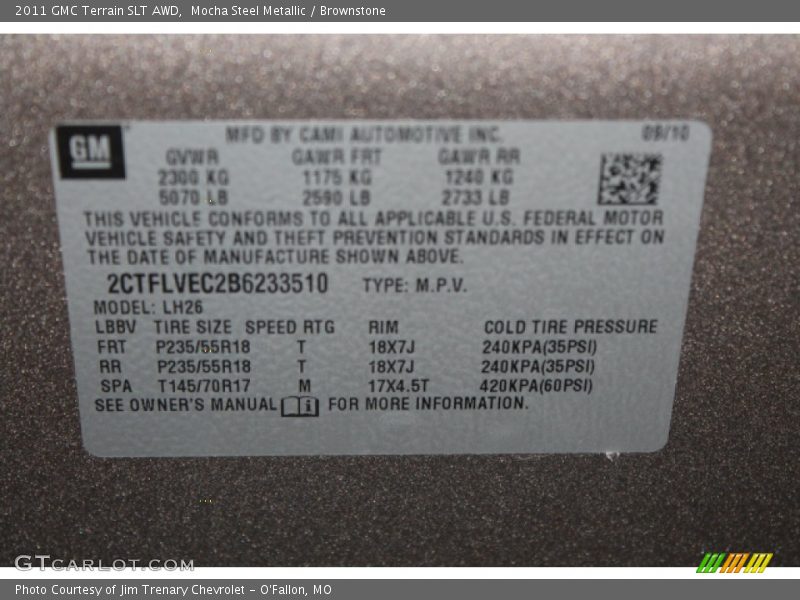 2011 GMC Terrain SLT AWD,  Mocha Steel Metallic / Brownstone
GM
MFD BY CAMI AUTOMOTIVE INC.
09/10
GVWR GAWR FRT GAWR RR
2300 KG 1175 KG 1240 KG
5070 LB 2590 LB 2733 LB
THIS VEHICLE CONFORMS TO ALL APPLICABLE U.S. FEDERAL MOTOR
VEHICLE SAFETY AND THEFT PREVENTION STANDARDS IN EFFECT ON
THE DATE OF MANUFACTURE SHOWN ABOVE.
2CTFLVEC2B6233510 TYPE: M.P.V.
MODEL: LH26
LBBV TIRE SIZE SPEED RTG RIM COLD TIRE PRESSURE
FRT P235/55R18 T 18X7J 240KPA(35PSI)
RR P235/55R18 T 18X7J 240KPA(35PSI)
SPA T145/70R17 M 17X4.5T 420KPA(60PSI)
SEE OWNER'S MANUAL i FOR MORE INFORMATION.
GTCARLOT.COM
Photo Courtesy of Jim Trenary Chevrolet - O'Fallon, MO